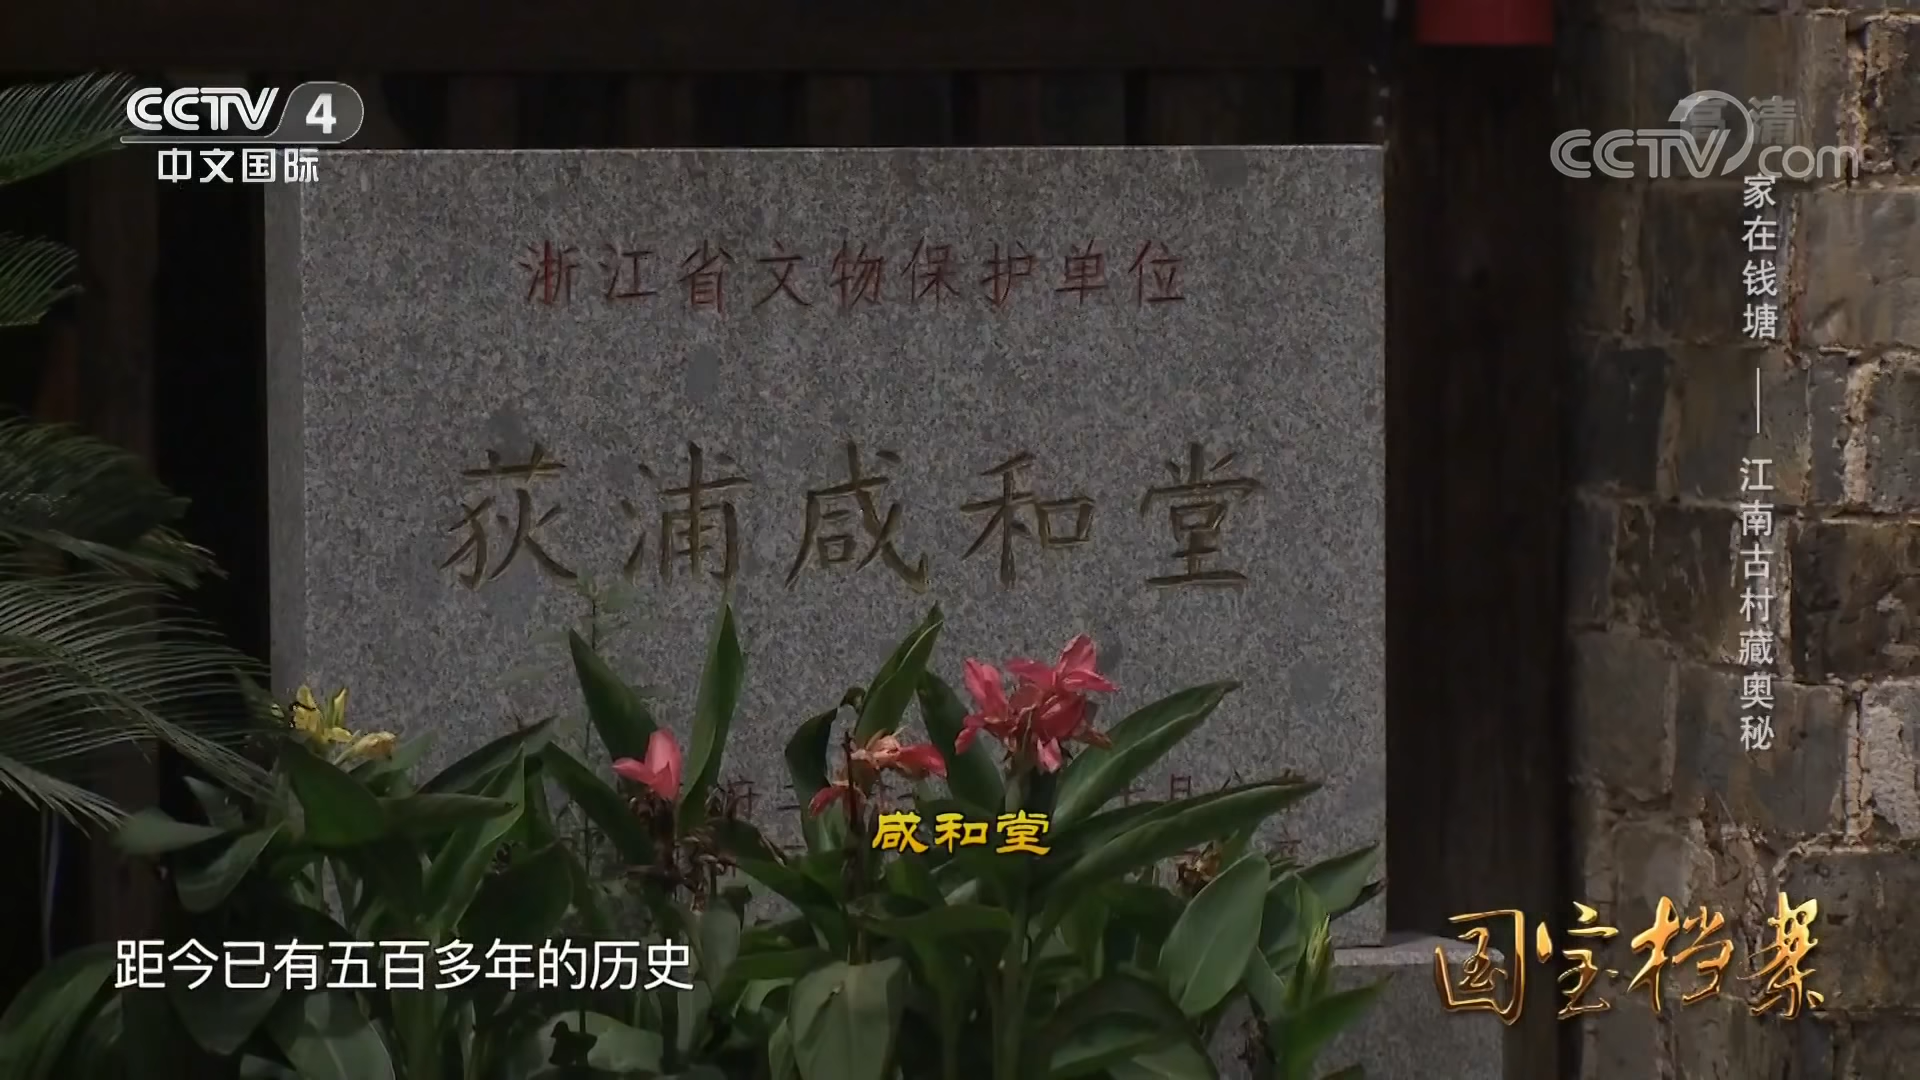 CCTV 4
中文国际
高清
CCTV.com
浙江省文物保护单位
荻浦咸和堂
家在钱塘——江南古村藏奥秘
咸和堂
距今已有五百多年的历史
国宝档案